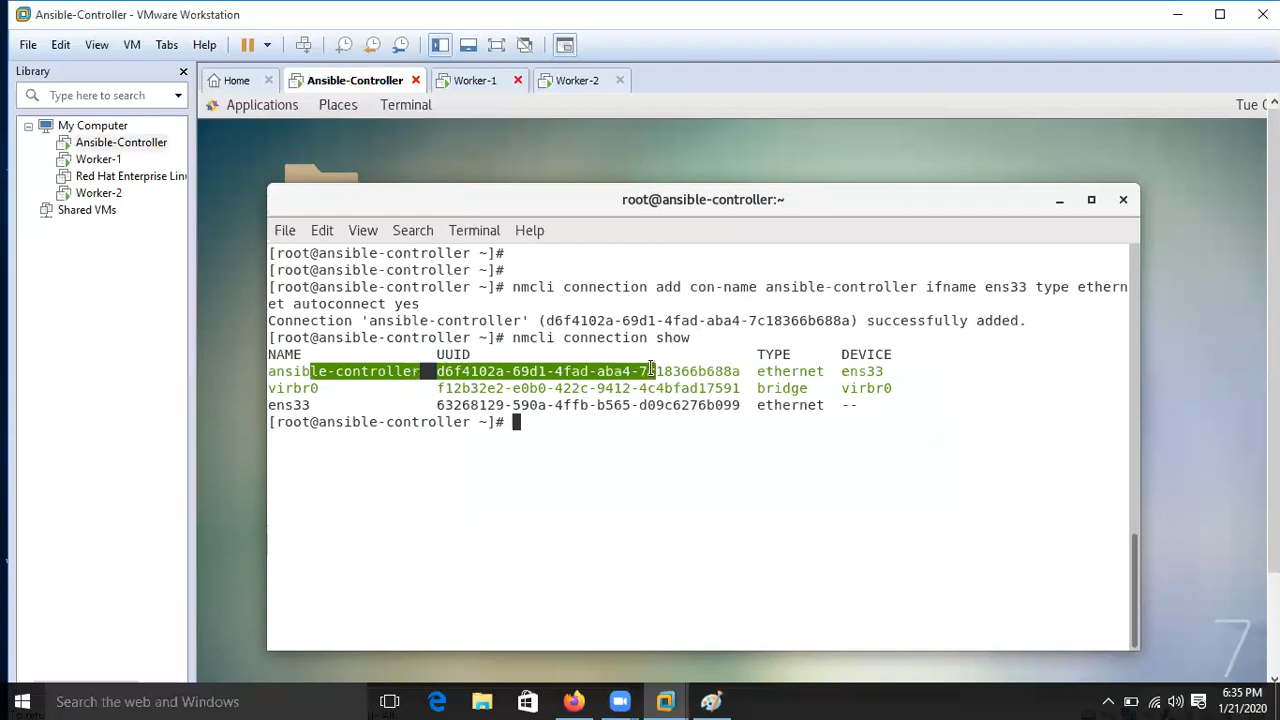 Ansible-Controller - VMware Workstation
File Edit View VM Tabs Help
Library
Type here to search
My Computer
Ansible-Controller
Worker-1
Red Hat Enterprise Linu
Worker-2
Shared VMs
Home Ansible-Controller Worker-1 Worker-2
Applications Places Terminal Tue
root@ansible-controller:~
File Edit View Search Terminal Help
[root@ansible-controller ~]#
[root@ansible-controller ~]#
[root@ansible-controller ~]# nmcli connection add con-name ansible-controller ifname ens33 type ethern
et autoconnect yes
Connection 'ansible-controller' (d6f4102a-69d1-4fad-aba4-7c18366b688a) successfully added.
[root@ansible-controller ~]# nmcli connection show
NAME UUID TYPE DEVICE
ansible-controller d6f4102a-69d1-4fad-aba4-7c18366b688a ethernet ens33
virbr0 f12b32e2-e0b0-422c-9412-4c4bfad17591 bridge virbr0
ens33 63268129-590a-4ffb-b565-d09c6276b099 ethernet --
[root@ansible-controller ~]#
7
Search the web and Windows
6:35 PM
1/21/2020